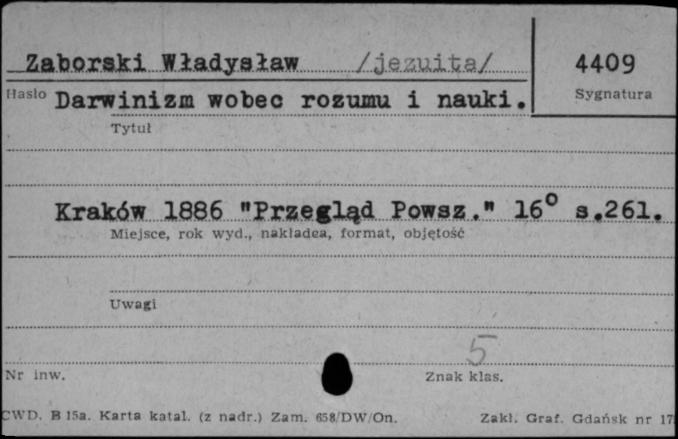 Zaborski Władysław /jezuita/ 4409
Hasło Sygnatura
Darwinizm wobec rozumu i nauki.
Tytuł
Kraków 1886 "Przegląd Powsz." 16° s.261.
Miejsce, rok wyd., nakładca, format, objętość
Uwagi
5
Nr inw. Znak klas.
CWD. B 15a. Karta katal. (z nadr.) Zam. 658/DW/On. Zakł. Graf. Gdańsk nr